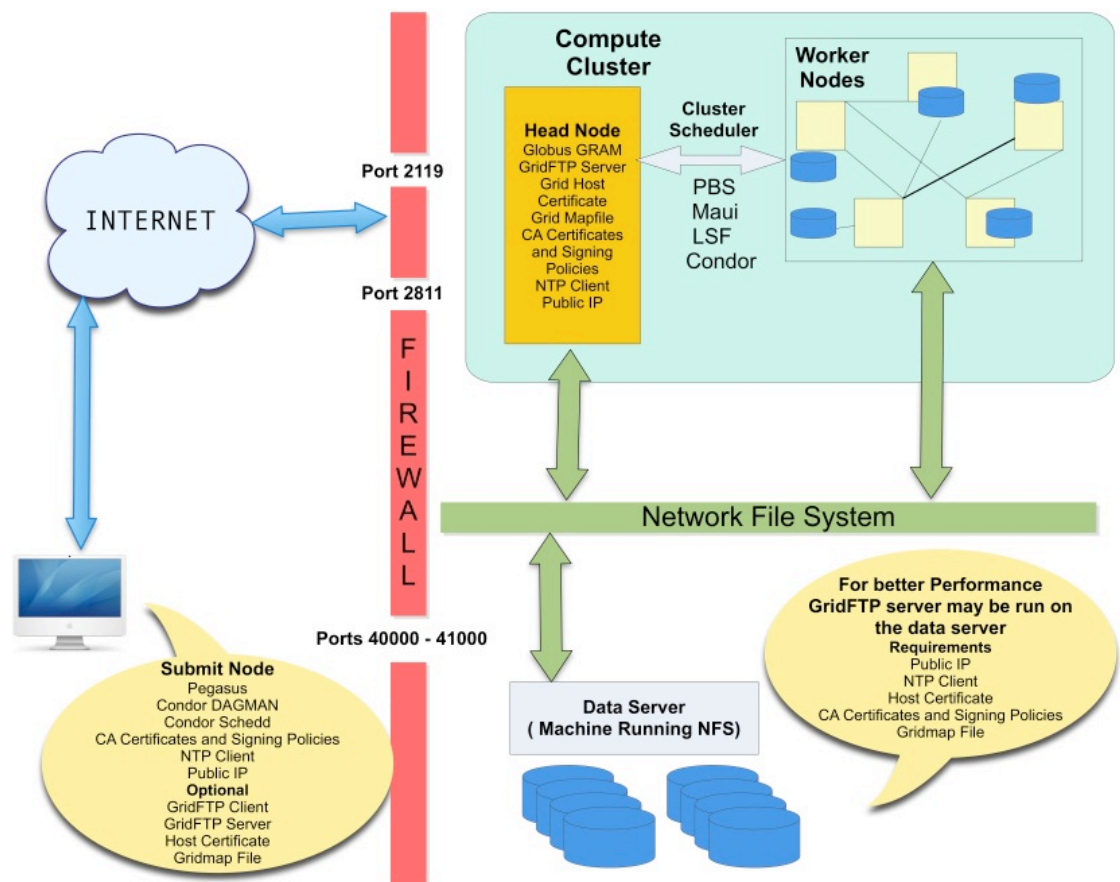 Compute
Cluster
Worker
Nodes
Head Node
Globus GRAM
GridFTP Server
Grid Host
Certificate
Grid Mapfile
CA Certificates
and Signing
Policies
NTP Client
Public IP
Cluster
Scheduler
PBS
Maui
LSF
Condor
INTERNET
Port 2119
Port 2811
FIREWALL
Ports 40000 - 41000
Network File System
Submit Node
Pegasus
Condor DAGMAN
Condor Schedd
CA Certificates and Signing Policies
NTP Client
Public IP
Optional
GridFTP Client
GridFTP Server
Host Certificate
Gridmap File
Data Server
( Machine Running NFS)
For better Performance
GridFTP server may be run on
the data server
Requirements
Public IP
NTP Client
Host Certificate
CA Certificates and Signing Policies
Gridmap File